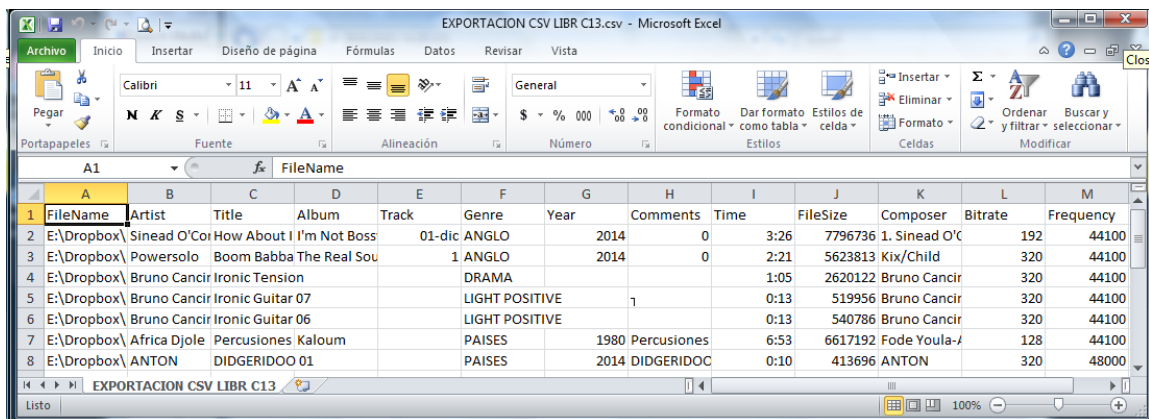 EXPORTACION CSV LIBR C13.csv - Microsoft Excel
Archivo Inicio Insertar Diseño de página Fórmulas Datos Revisar Vista
Clos
Pegar
Calibri 11 A A
N K S A
General
$ % 000
Formato condicional
Dar formato como tabla
Estilos de celda
Insertar
Eliminar
Formato
Σ
Ordenar y filtrar
Buscar y seleccionar
Portapapeles Fuente Alineación Número Estilos Celdas Modificar
A1 fx FileName
A B C D E F G H I J K L M
1 FileName Artist Title Album Track Genre Year Comments Time FileSize Composer Bitrate Frequency
2 E:\Dropbox\ Sinead O'Cor How About I I'm Not Boss 01-dic ANGLO 2014 0 3:26 7796736 1. Sinead O'C 192 44100
3 E:\Dropbox\ Powersolo Boom Babba The Real Sou 1 ANGLO 2014 0 2:21 5623813 Kix/Child 320 44100
4 E:\Dropbox\ Bruno Cancir Ironic Tension DRAMA 1:05 2620122 Bruno Cancir 320 44100
5 E:\Dropbox\ Bruno Cancir Ironic Guitar 07 LIGHT POSITIVE ┐ 0:13 519956 Bruno Cancir 320 44100
6 E:\Dropbox\ Bruno Cancir Ironic Guitar 06 LIGHT POSITIVE 0:13 540786 Bruno Cancir 320 44100
7 E:\Dropbox\ Africa Djole Percusiones Kaloum PAISES 1980 Percusiones 6:53 6617192 Fode Youla-A 128 44100
8 E:\Dropbox\ ANTON DIDGERIDOO 01 PAISES 2014 DIDGERIDOO 0:10 413696 ANTON 320 48000
EXPORTACION CSV LIBR C13
Listo 100%